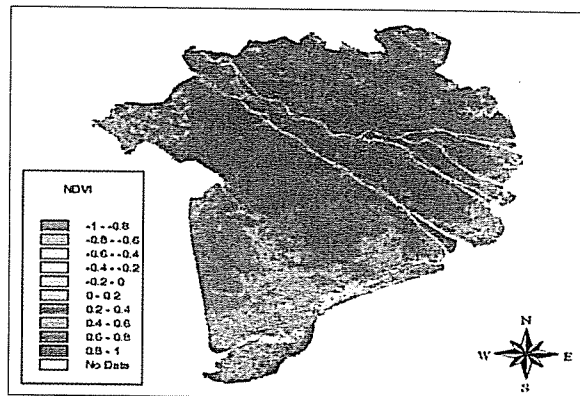 NDVI
-1 - -0.8
-0.8 - -0.6
-0.6 - -0.4
-0.4 - -0.2
-0.2 - 0
0 - 0.2
0.2 - 0.4
0.4 - 0.6
0.6 - 0.8
0.8 - 1
No Data
N
W E
S